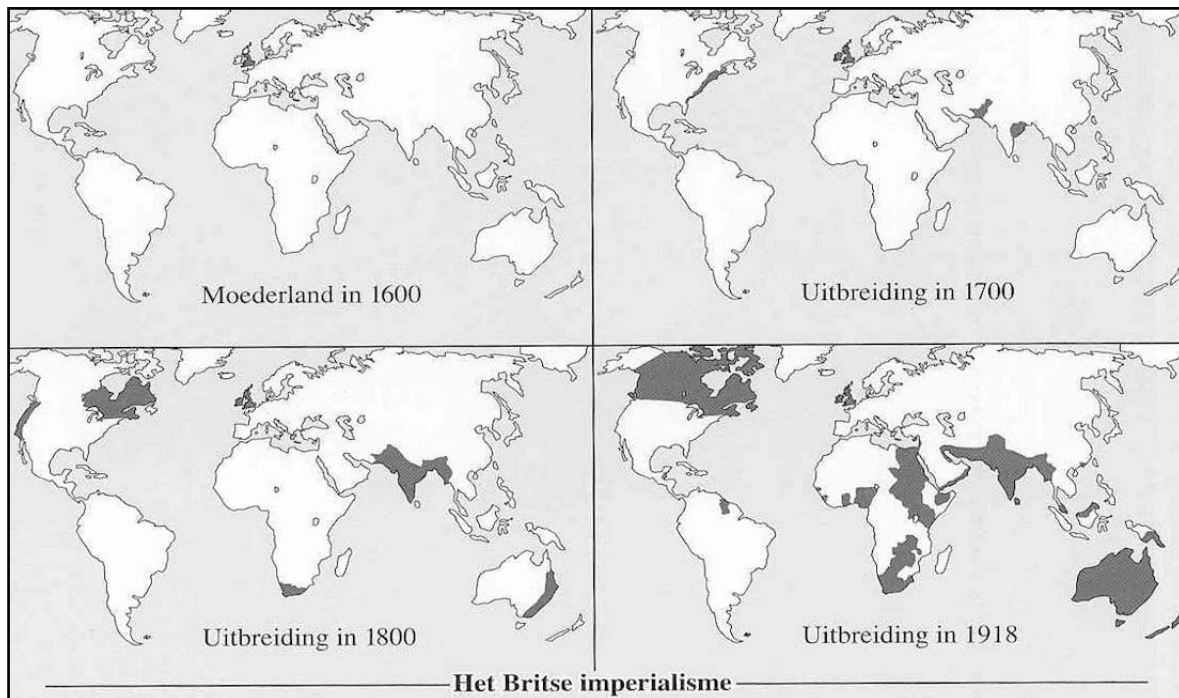 Moederland in 1600
Uitbreiding in 1700
Uitbreiding in 1800
Uitbreiding in 1918
Het Britse imperialisme